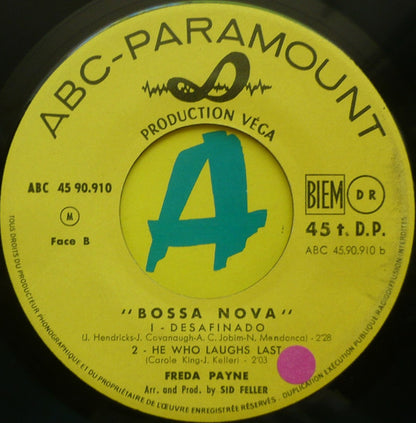 ABC-PARAMOUNT
PRODUCTION VÉGA
A
ABC 45 90.910
M
Face B
BIEM
DR
45 t. D.P.
ABC 45.90.910 b
"BOSSA NOVA"
1 - DESAFINADO
(J. Hendricks-J. Covanaugh-A. C. Jobim-N. Mendonca) - 2'28
2 - HE WHO LAUGHS LAST
(Carole King-J. Keller) - 2'03
FREDA PAYNE
Arr. and Prod. by SID FELLER
TOUS DROITS DU PRODUCTEUR PHONOGRAPHIQUE ET DU PROPRIETAIRE DE L'ŒUVRE ENREGISTRÉE RÉSERVÉS - DUPLICATION EXÉCUTION PUBLIQUE RADIODIFFUSION INTERDITES